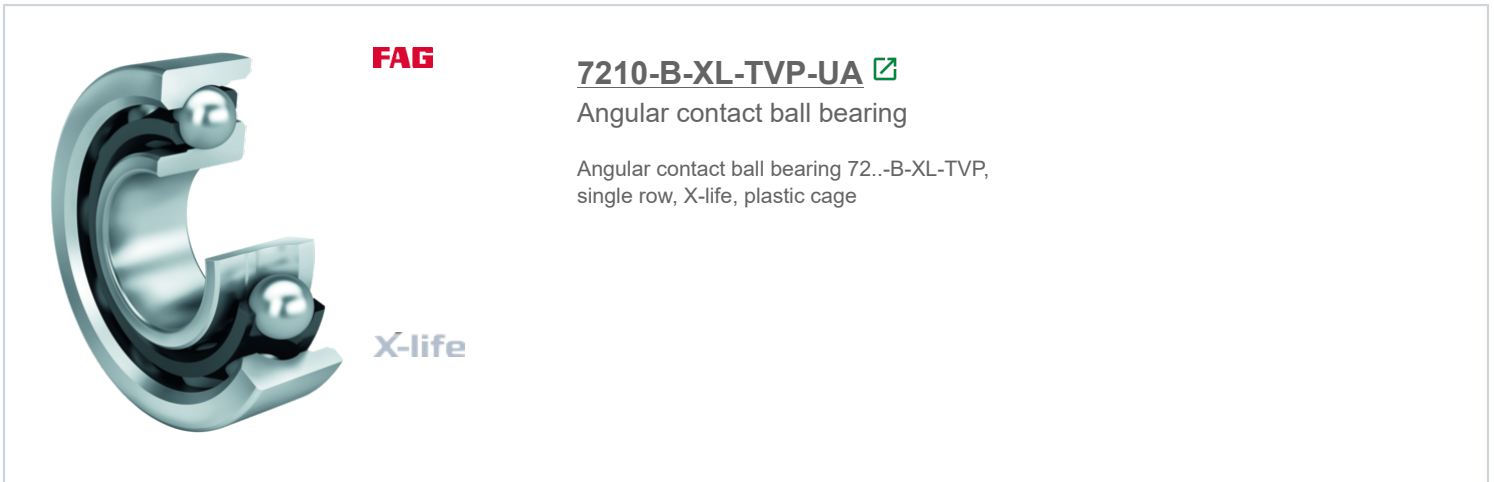 FAG
7210-B-XL-TVP-UA
Angular contact ball bearing
Angular contact ball bearing 72..-B-XL-TVP,
single row, X-life, plastic cage
X-life